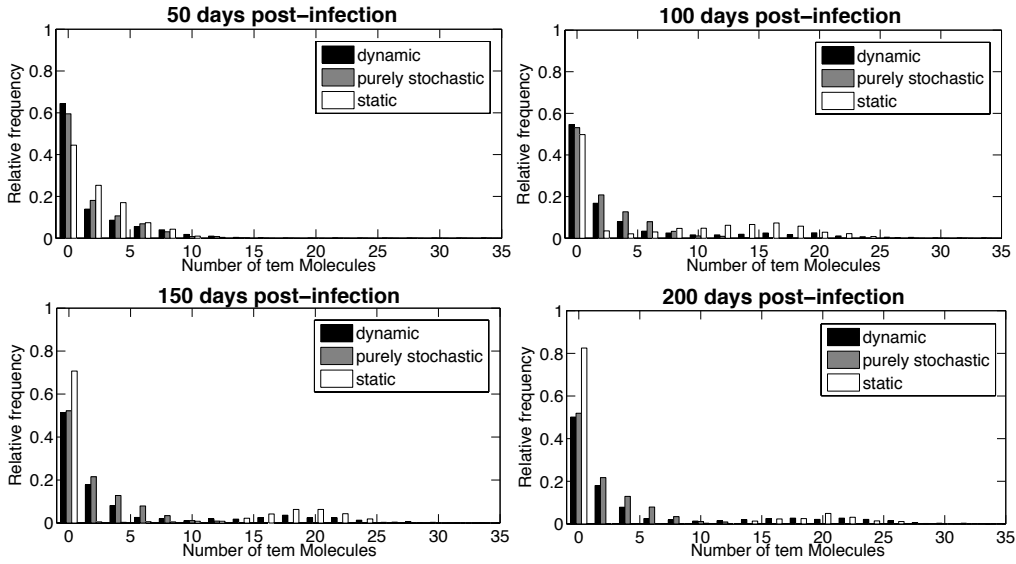 50 days post-infection
1
0.8
0.6
0.4
0.2
0
Relative frequency
dynamic
purely stochastic
static
0 5 10 15 20 25 30 35
Number of tem Molecules
100 days post-infection
1
0.8
0.6
0.4
0.2
0
Relative frequency
dynamic
purely stochastic
static
0 5 10 15 20 25 30 35
Number of tem Molecules
150 days post-infection
1
0.8
0.6
0.4
0.2
0
Relative frequency
dynamic
purely stochastic
static
0 5 10 15 20 25 30 35
Number of tem Molecules
200 days post-infection
1
0.8
0.6
0.4
0.2
0
Relative frequency
dynamic
purely stochastic
static
0 5 10 15 20 25 30 35
Number of tem Molecules